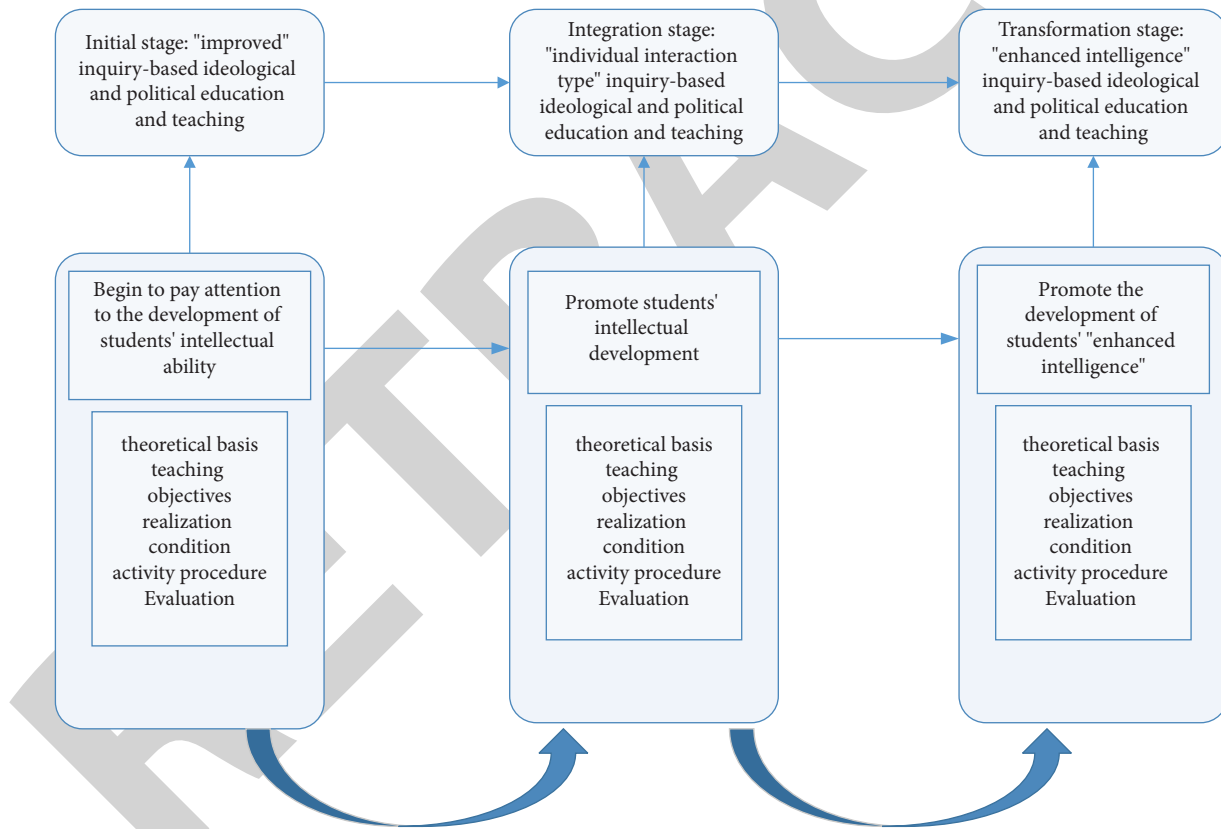 Initial stage: "improved"
inquiry-based ideological
and political education
and teaching
Integration stage:
"individual interaction
type" inquiry-based
ideological and political
education and teaching
Transformation stage:
"enhanced intelligence"
inquiry-based ideological
and political education
and teaching
Begin to pay attention
to the development of
students' intellectual
ability
Promote students'
intellectual
development
Promote the
development of
students' "enhanced
intelligence"
theoretical basis
teaching
objectives
realization
condition
activity procedure
Evaluation
theoretical basis
teaching
objectives
realization
condition
activity procedure
Evaluation
theoretical basis
teaching
objectives
realization
condition
activity procedure
Evaluation
RETRAC